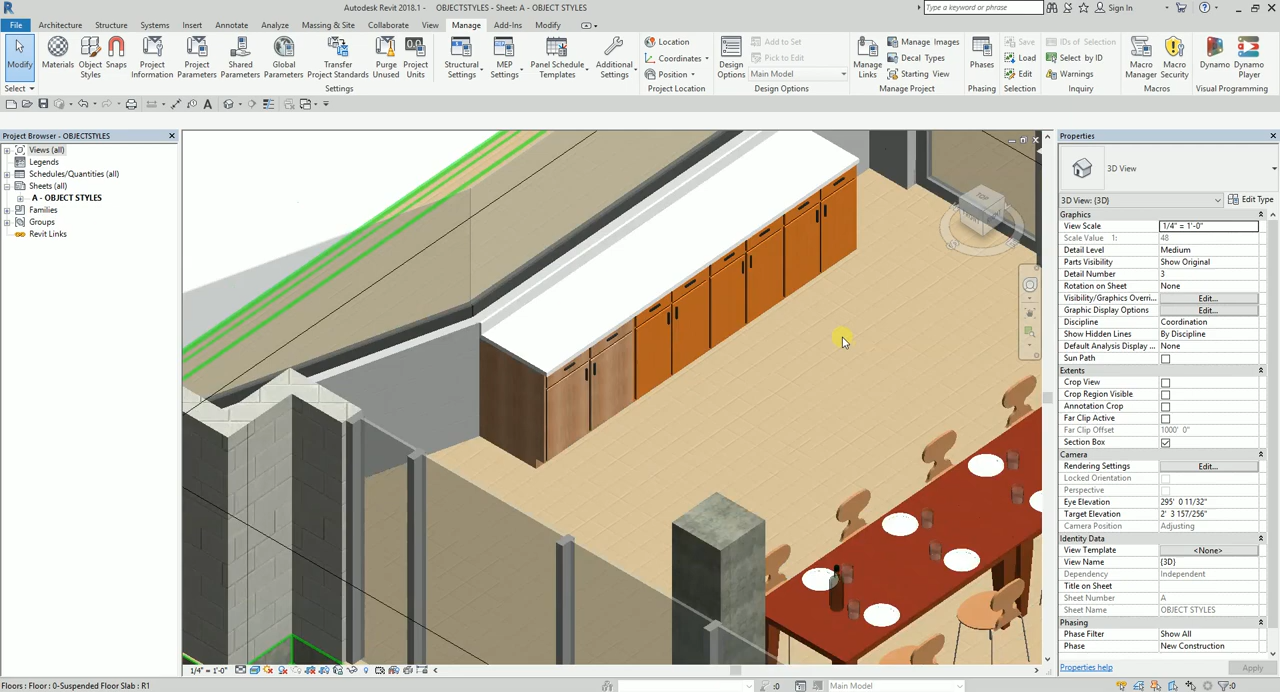 Autodesk Revit 2018.1 - OBJECTSTYLES - Sheet: A - OBJECT STYLES
Type a keyword or phrase
Sign In
File Architecture Structure Systems Insert Annotate Analyze Massing & Site Collaborate View Manage Add-Ins Modify
Modify
Materials
Object Styles
Snaps
Project Information
Project Parameters
Shared Parameters
Global Parameters
Transfer Project Standards
Purge Unused
Project Units
Structural Settings
MEP Settings
Panel Schedule Templates
Additional Settings
Location
Coordinates
Position
Design Options
Add to Set
Pick to Edit
Main Model
Manage Links
Manage Images
Decal Types
Starting View
Phases
Save
Load
Edit
IDs of Selection
Select by ID
Warnings
Macro Manager
Macro Security
Dynamo
Dynamo Player
Select
Settings
Project Location
Design Options
Manage Project
Phasing
Selection
Inquiry
Macros
Visual Programming
Project Browser - OBJECTSTYLES
Views (all)
Legends
Schedules/Quantities (all)
Sheets (all)
A - OBJECT STYLES
Families
Groups
Revit Links
TOP
FRONT
Properties
3D View
3D View: {3D}
Edit Type
Graphics
View Scale 1/4" = 1'-0"
Scale Value 1: 48
Detail Level Medium
Parts Visibility Show Original
Detail Number 3
Rotation on Sheet None
Visibility/Graphics Overri... Edit...
Graphic Display Options Edit...
Discipline Coordination
Show Hidden Lines By Discipline
Default Analysis Display ... None
Sun Path
Extents
Crop View
Crop Region Visible
Annotation Crop
Far Clip Active
Far Clip Offset 1000' 0"
Section Box
Camera
Rendering Settings Edit...
Locked Orientation
Perspective
Eye Elevation 295' 0 11/32"
Target Elevation 2' 3 157/256"
Camera Position Adjusting
Identity Data
View Template <None>
View Name {3D}
Dependency Independent
Title on Sheet
Sheet Number A
Sheet Name OBJECT STYLES
Phasing
Phase Filter Show All
Phase New Construction
Properties help
Apply
1/4" = 1'-0"
Floors : Floor : 0-Suspended Floor Slab : R1
:0
Main Model
:0